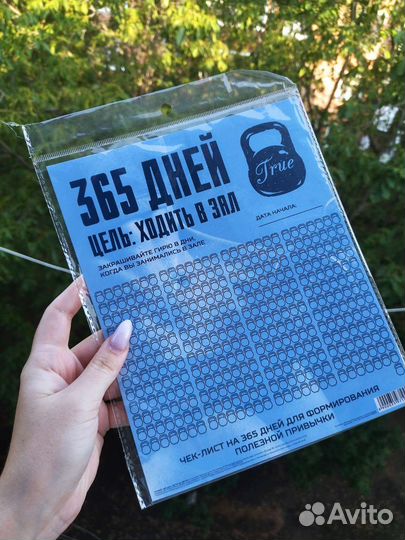 365 ДНЕЙ
ЦЕЛЬ: ХОДИТЬ В ЗАЛ
True
ЗАКРАШИВАЙТЕ ГИРЮ В ДНИ,
КОГДА ВЫ ЗАНИМАЛИСЬ В ЗАЛЕ
ДАТА НАЧАЛА:
ЧЕК-ЛИСТ НА 365 ДНЕЙ ДЛЯ ФОРМИРОВАНИЯ
ПОЛЕЗНОЙ ПРИВЫЧКИ
Avito